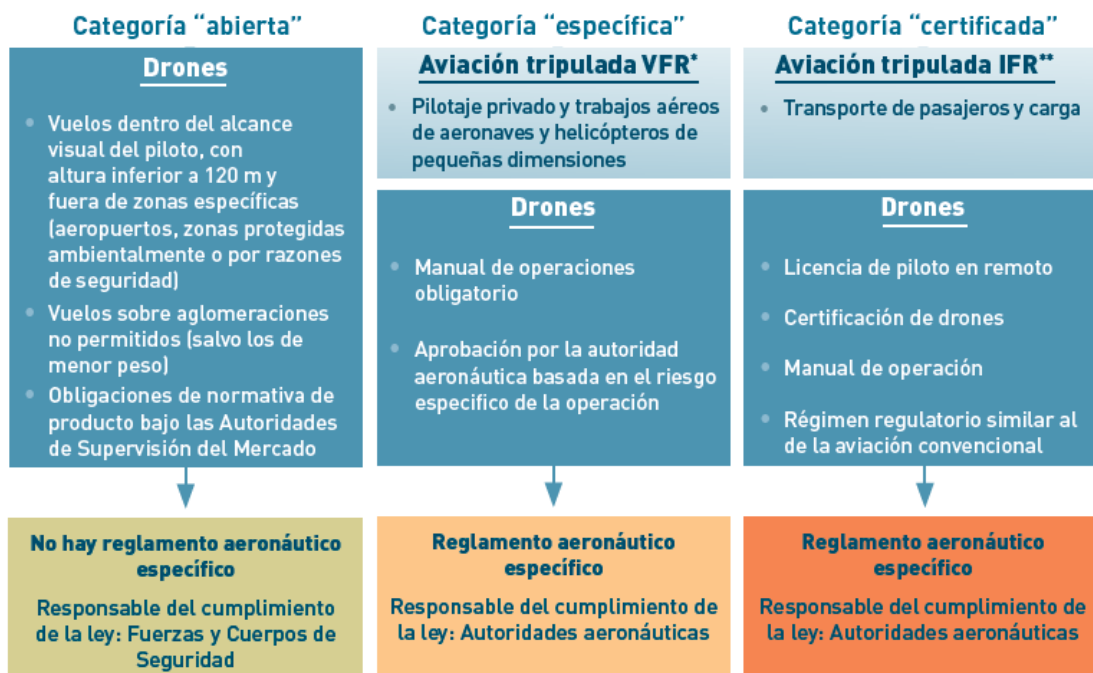 Categoría “abierta”
Drones
• Vuelos dentro del alcance
visual del piloto, con
altura inferior a 120 m y
fuera de zonas específicas
(aeropuertos, zonas protegidas
ambientalmente o por razones
de seguridad)
• Vuelos sobre aglomeraciones
no permitidos (salvo los de
menor peso)
• Obligaciones de normativa de
producto bajo las Autoridades
de Supervisión del Mercado
No hay reglamento aeronáutico
específico
Responsable del cumplimiento
de la ley: Fuerzas y Cuerpos de
Seguridad
Categoría “específica”
Aviación tripulada VFR*
• Pilotaje privado y trabajos aéreos
de aeronaves y helicópteros de
pequeñas dimensiones
Drones
• Manual de operaciones
obligatorio
• Aprobación por la autoridad
aeronáutica basada en el riesgo
especifico de la operación
Reglamento aeronáutico
específico
Responsable del cumplimiento de
la ley: Autoridades aeronáuticas
Categoría “certificada”
Aviación tripulada IFR**
• Transporte de pasajeros y carga
Drones
• Licencia de piloto en remoto
• Certificación de drones
• Manual de operación
• Régimen regulatorio similar al
de la aviación convencional
Reglamento aeronáutico
específico
Responsable del cumplimiento de
la ley: Autoridades aeronáuticas